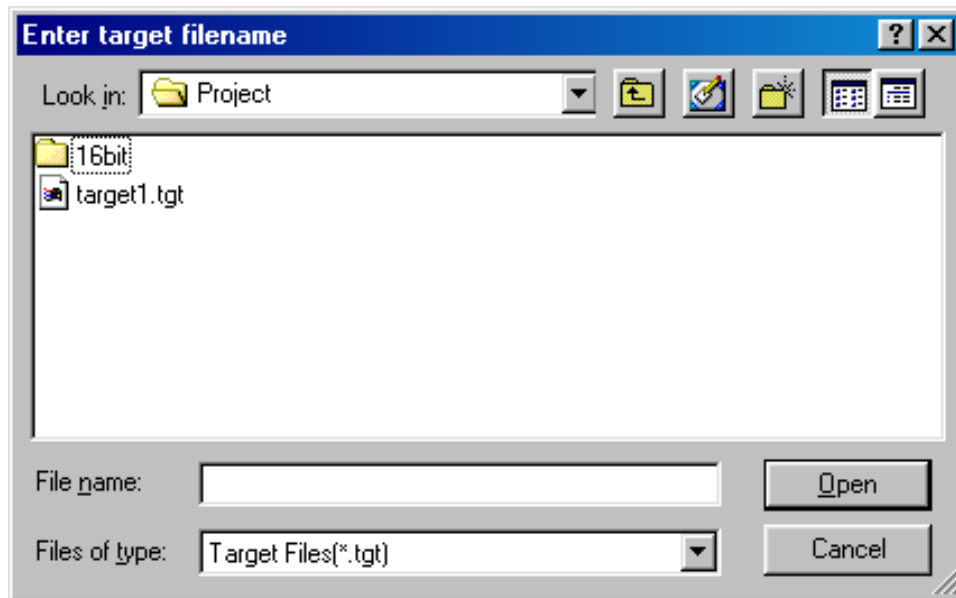 Enter target filename
Look in: Project
16bit
target1.tgt
File name: Open
Files of type: Target Files(*.tgt) Cancel